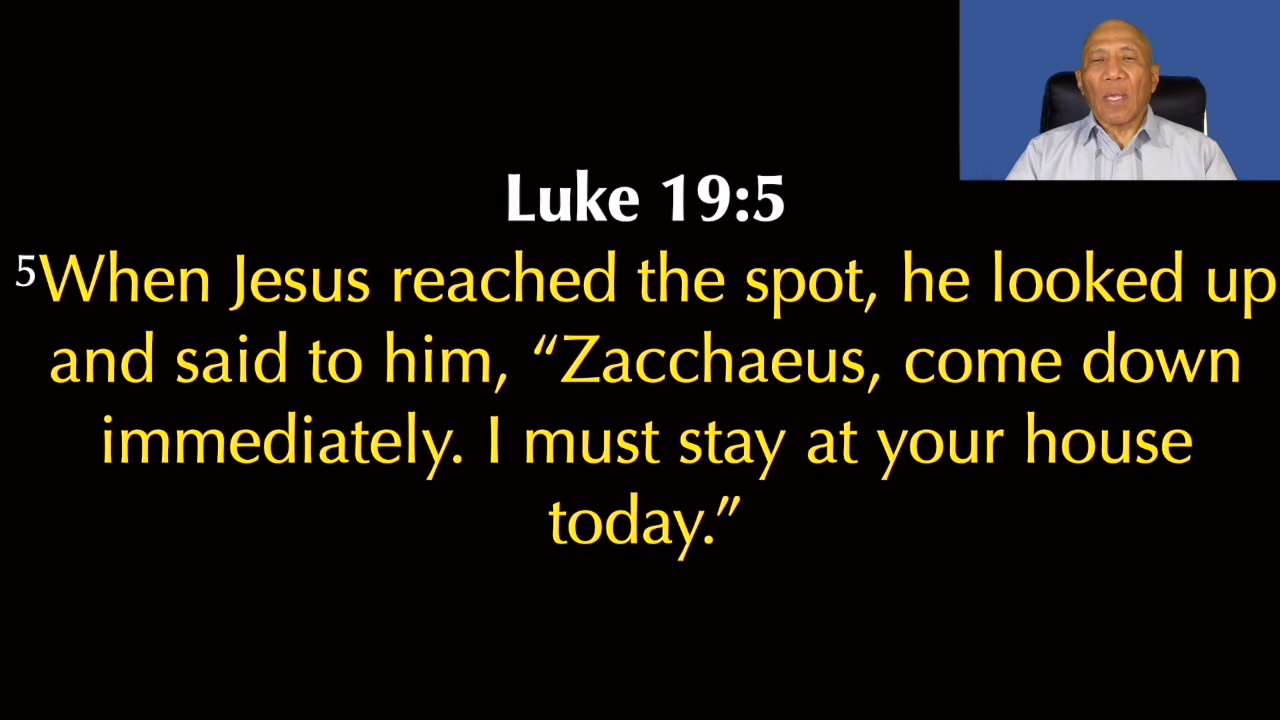 Luke 19:5
5When Jesus reached the spot, he looked up
and said to him, “Zacchaeus, come down
immediately. I must stay at your house
today.”